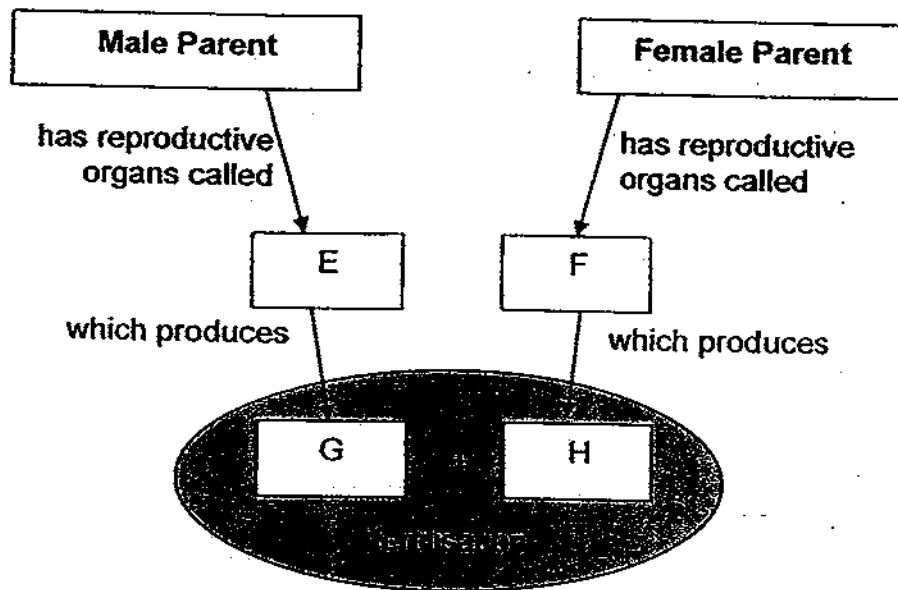 Male Parent
Female Parent
has reproductive
organs called
has reproductive
organs called
E
F
which produces
which produces
G
H